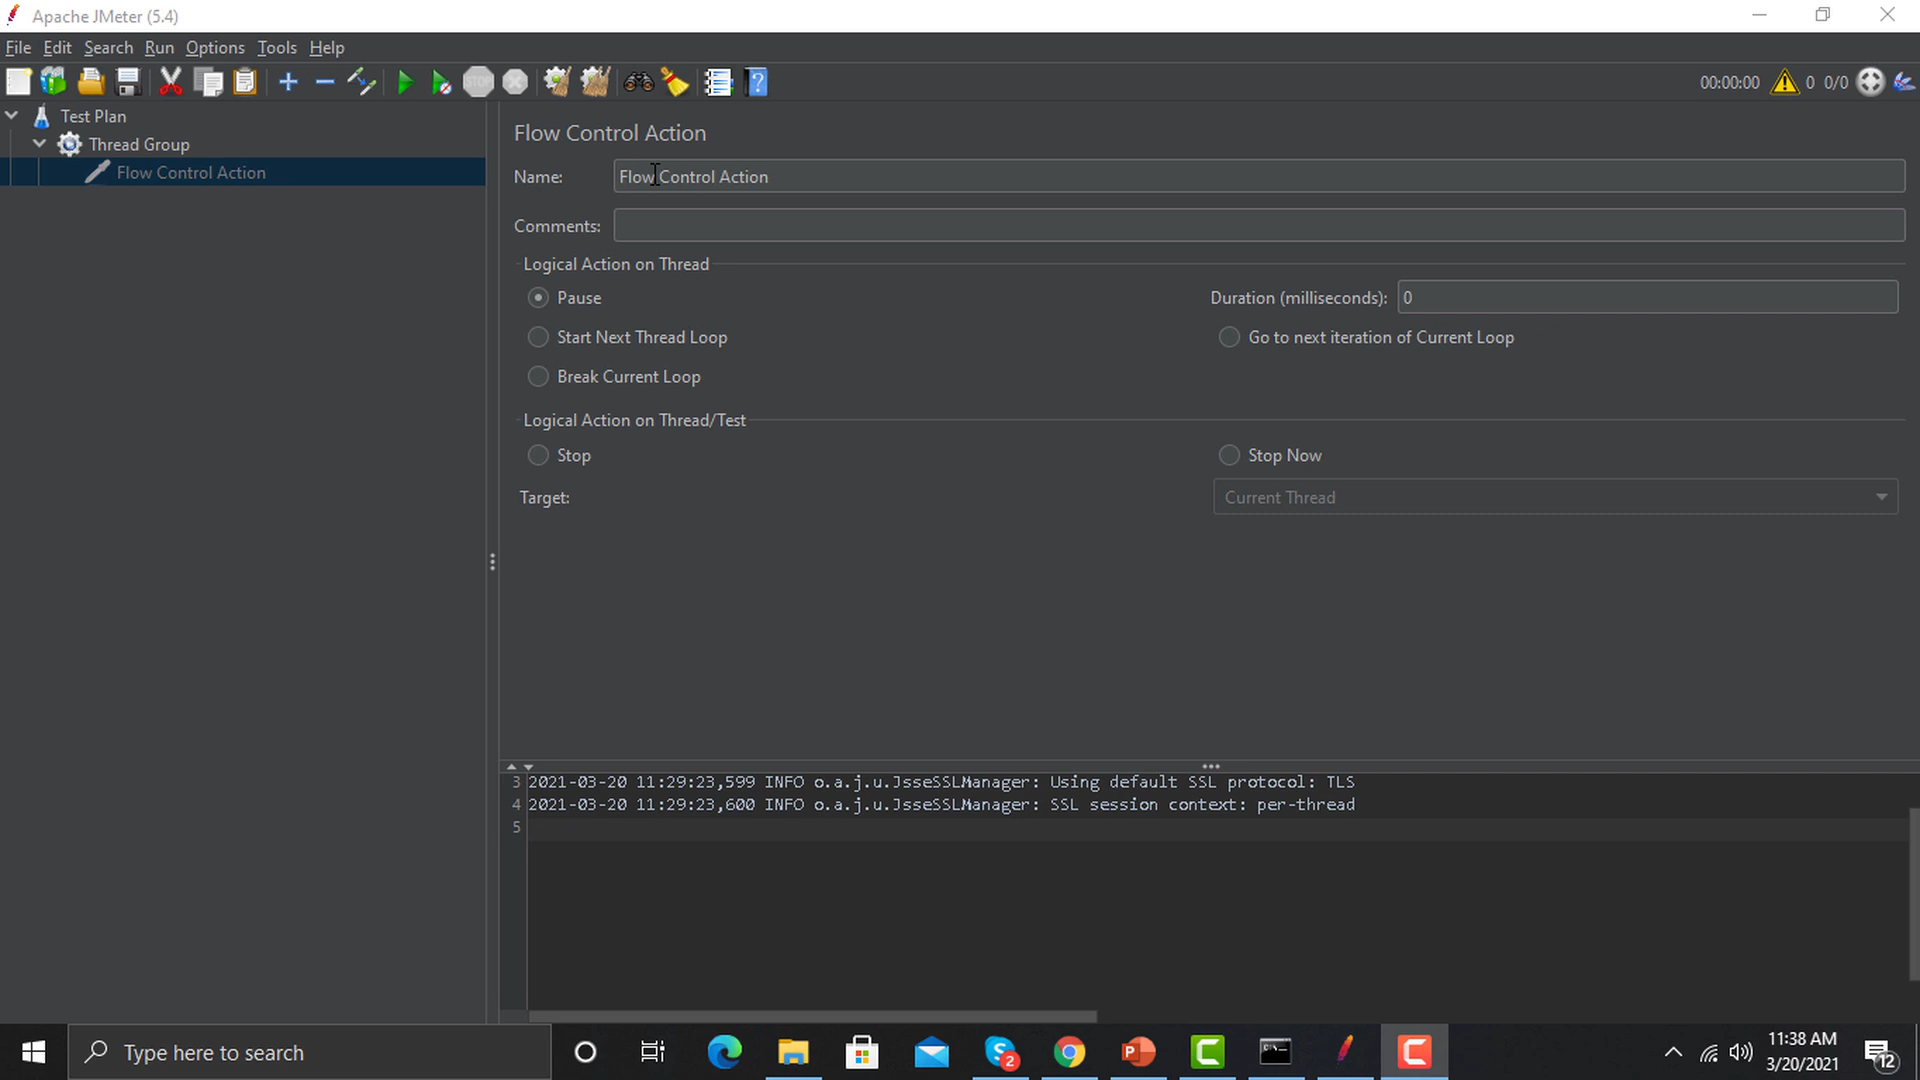 Apache JMeter (5.4)
File Edit Search Run Options Tools Help
STOP
00:00:00 0 0/0
Test Plan
Thread Group
Flow Control Action
Flow Control Action
Name: Flow Control Action
Comments:
Logical Action on Thread
Pause Duration (milliseconds): 0
Start Next Thread Loop Go to next iteration of Current Loop
Break Current Loop
Logical Action on Thread/Test
Stop Stop Now
Target: Current Thread
3 2021-03-20 11:29:23,599 INFO o.a.j.u.JsseSSLManager: Using default SSL protocol: TLS
4 2021-03-20 11:29:23,600 INFO o.a.j.u.JsseSSLManager: SSL session context: per-thread
5
Type here to search
2
11:38 AM
3/20/2021
12